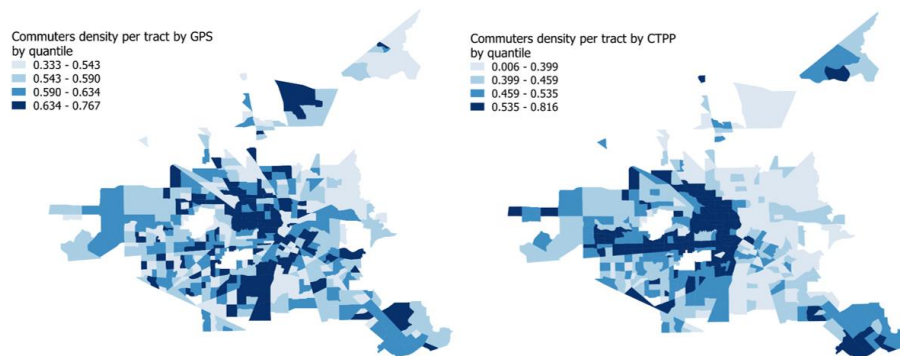 Commuters density per tract by GPS
by quantile
0.333 - 0.543
0.543 - 0.590
0.590 - 0.634
0.634 - 0.767
Commuters density per tract by CTPP
by quantile
0.006 - 0.399
0.399 - 0.459
0.459 - 0.535
0.535 - 0.816